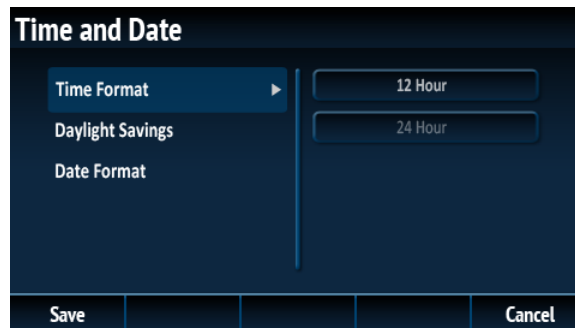 Time and Date
Time Format
12 Hour
Daylight Savings
24 Hour
Date Format
Save
Cancel